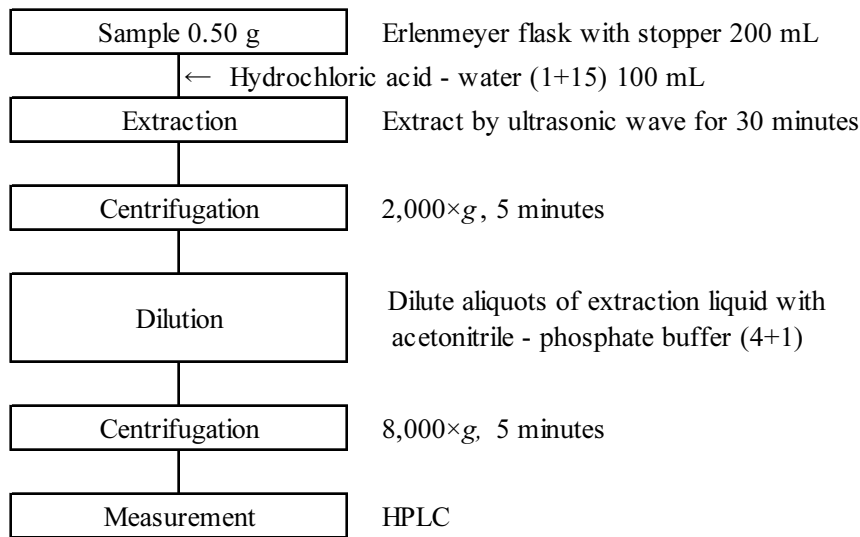 Sample 0.50 g Erlenmeyer flask with stopper 200 mL
← Hydrochloric acid - water (1+15) 100 mL
Extraction Extract by ultrasonic wave for 30 minutes
Centrifugation 2,000×g, 5 minutes
Dilution Dilute aliquots of extraction liquid with
acetonitrile - phosphate buffer (4+1)
Centrifugation 8,000×g, 5 minutes
Measurement HPLC